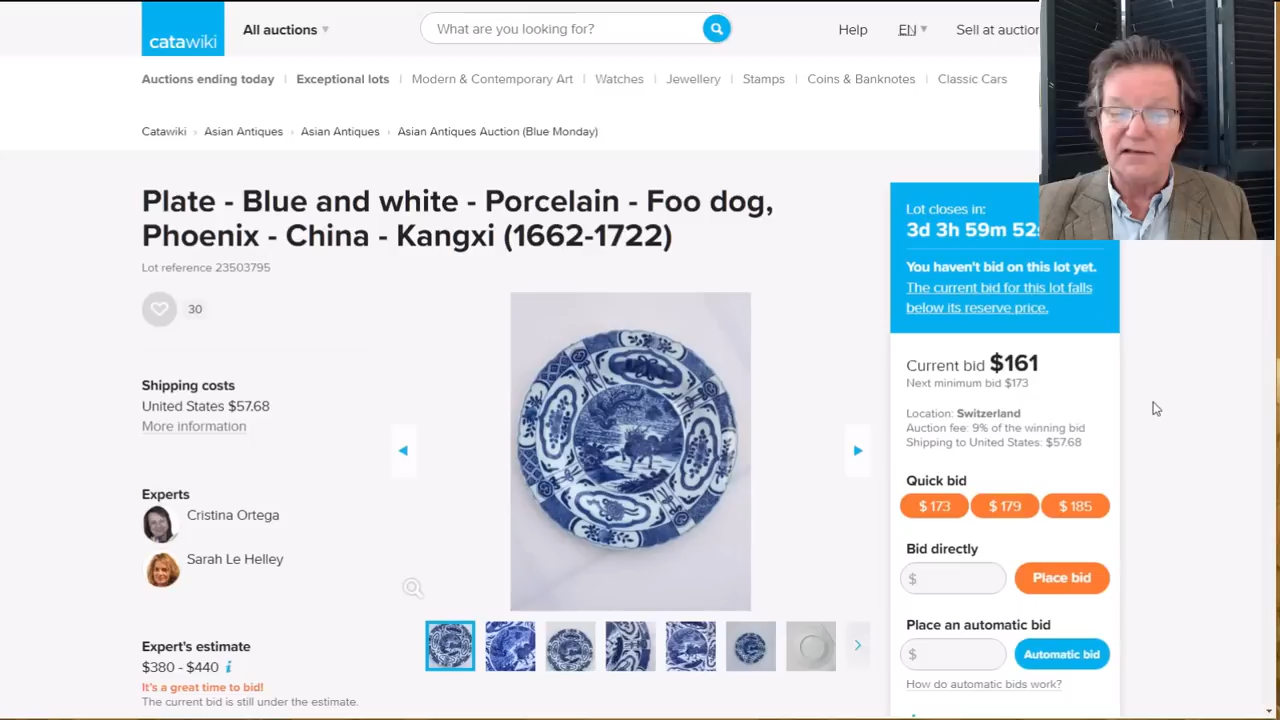 catawiki
All auctions
What are you looking for?
Help
EN
Sell at auction
Auctions ending today
Exceptional lots
Modern & Contemporary Art
Watches
Jewellery
Stamps
Coins & Banknotes
Classic Cars
Catawiki › Asian Antiques › Asian Antiques › Asian Antiques Auction (Blue Monday)
Plate - Blue and white - Porcelain - Foo dog,
Phoenix - China - Kangxi (1662-1722)
Lot reference 23503795
30
Shipping costs
United States $57.68
More information
Experts
Cristina Ortega
Sarah Le Helley
Expert's estimate
$380 - $440 i
It's a great time to bid!
The current bid is still under the estimate.
Lot closes in:
3d 3h 59m 52
You haven't bid on this lot yet.
The current bid for this lot falls
below its reserve price.
Current bid $161
Next minimum bid $173
Location: Switzerland
Auction fee: 9% of the winning bid
Shipping to United States: $57.68
Quick bid
$ 173
$ 179
$ 185
Bid directly
$
Place bid
Place an automatic bid
$
Automatic bid
How do automatic bids work?